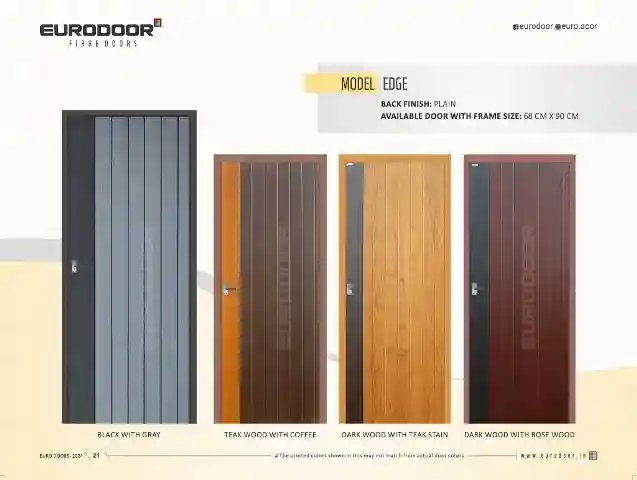 EURODOOR
FIBRE DOORS
eurodoor euro.door
MODEL EDGE
BACK FINISH: PLAIN
AVAILABLE DOOR WITH FRAME SIZE: 68 CM X 90 CM
EURODOOR
EURODOOR
BLACK WITH GRAY
TEAK WOOD WITH COFFEE
DARK WOOD WITH TEAK STAIN
DARK WOOD WITH ROSE WOOD
EURO DOORS. 2024
21
The printed colors shown in this may not match from actual door colors
www.eurodoor.in